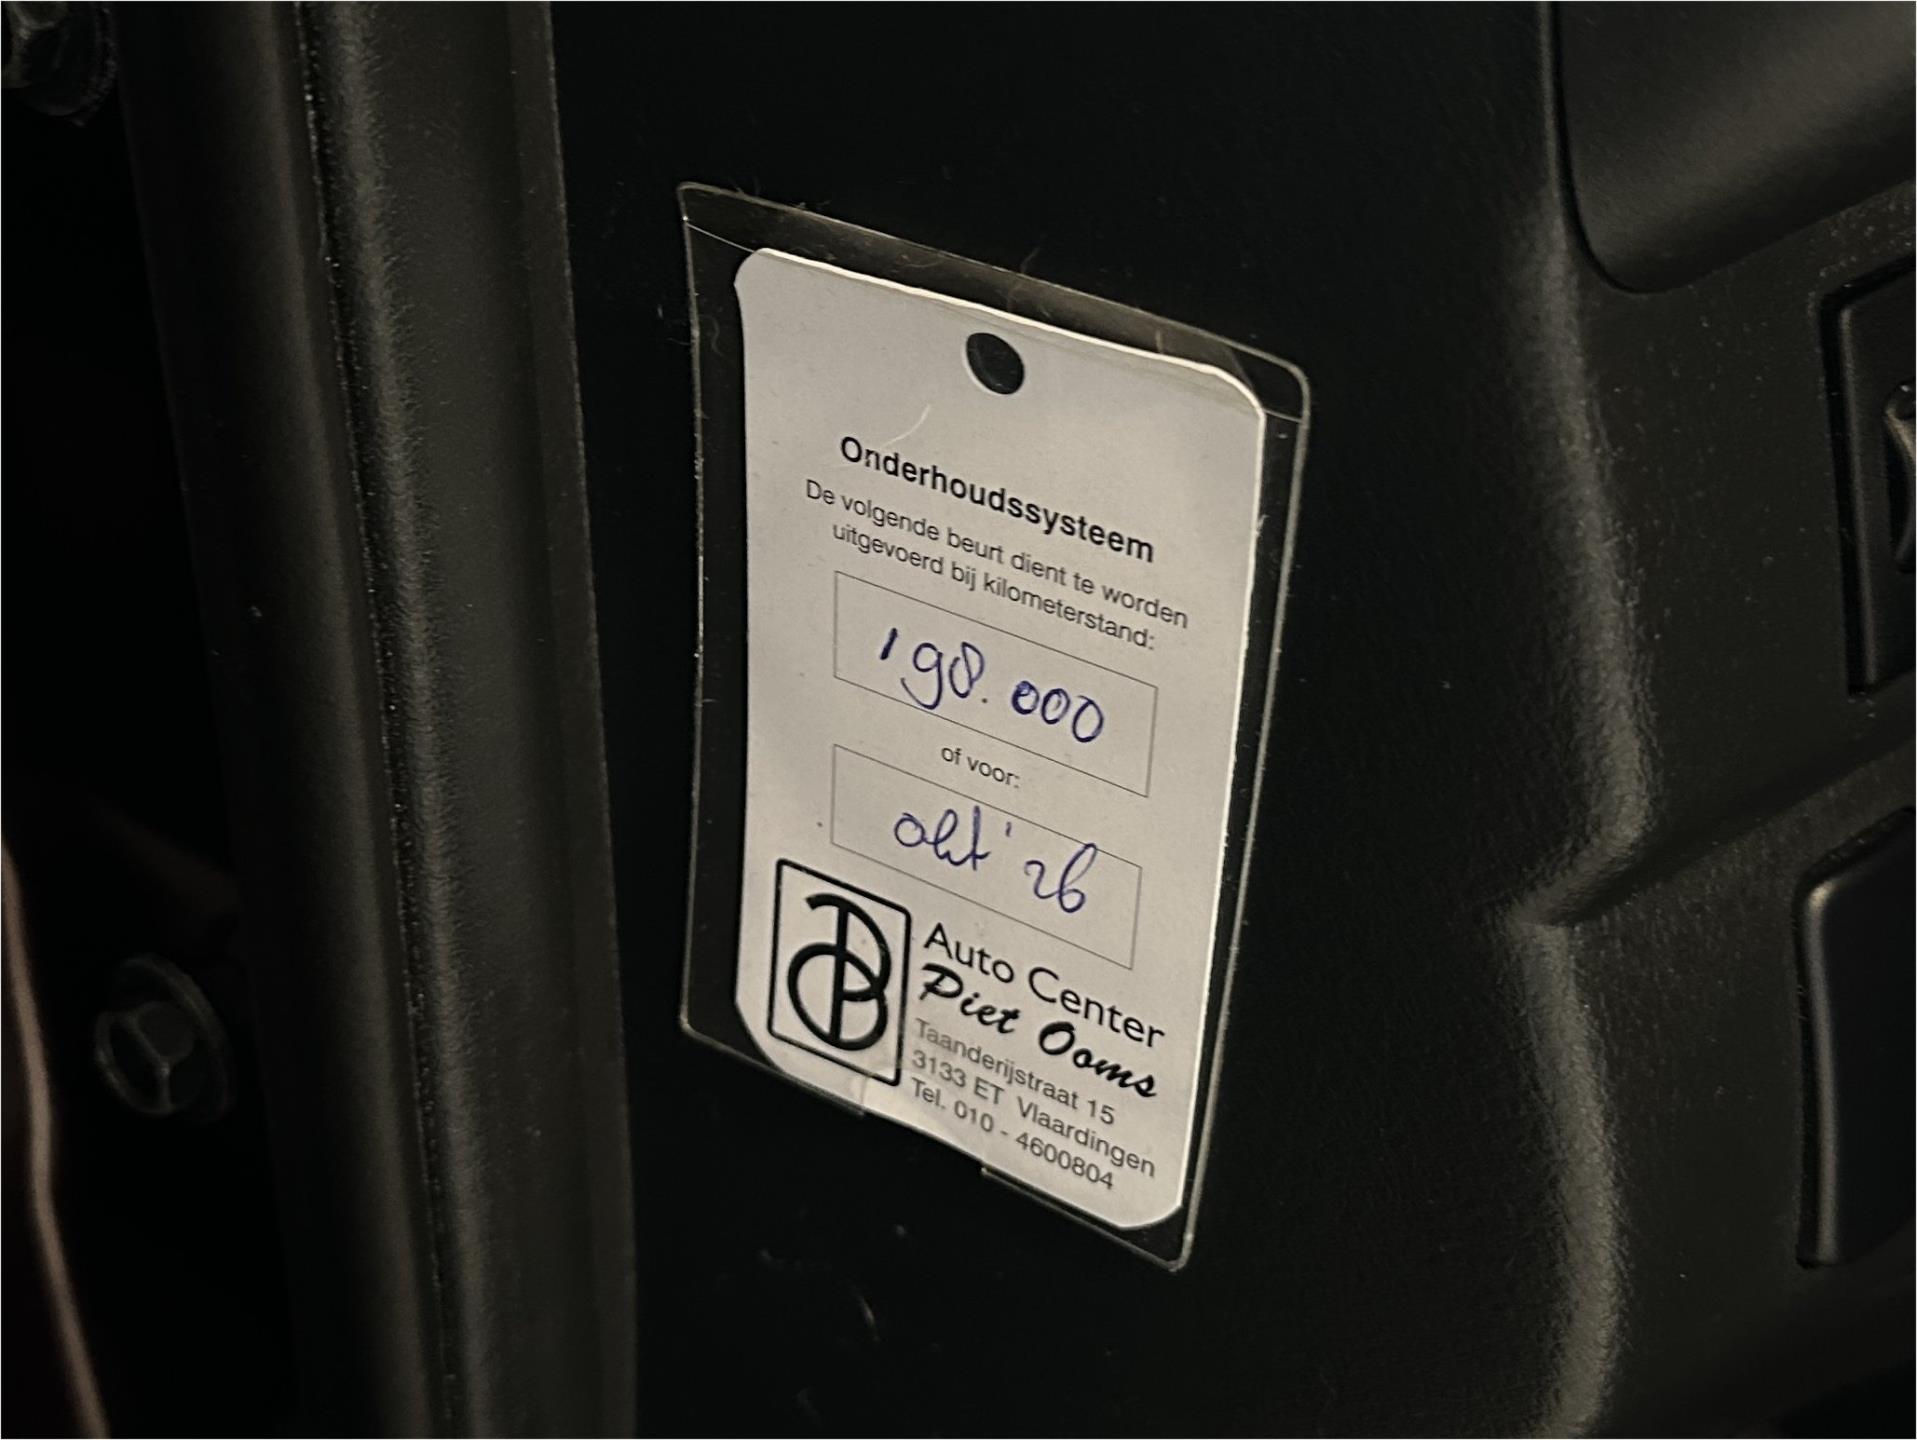 Onderhoudssysteem
De volgende beurt dient te worden
uitgevoerd bij kilometerstand:
198.000
of voor:
okt '26
Auto Center
Piet Ooms
Taanderijstraat 15
3133 ET Vlaardingen
Tel. 010 - 4600804